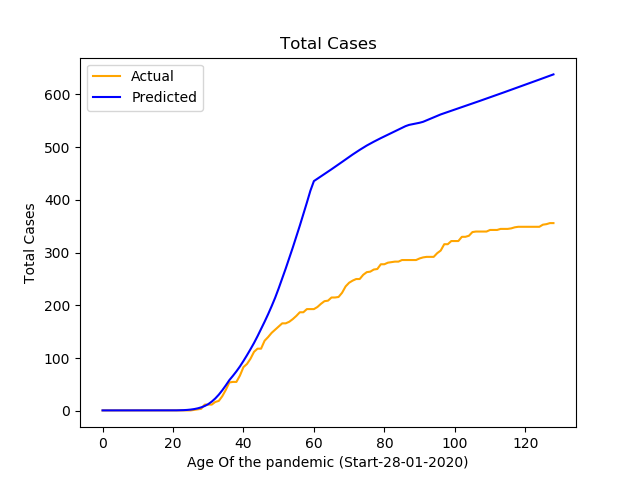 Total Cases
Actual
Predicted
600
500
400
300
200
100
0
Total Cases
0 20 40 60 80 100 120
Age Of the pandemic (Start-28-01-2020)